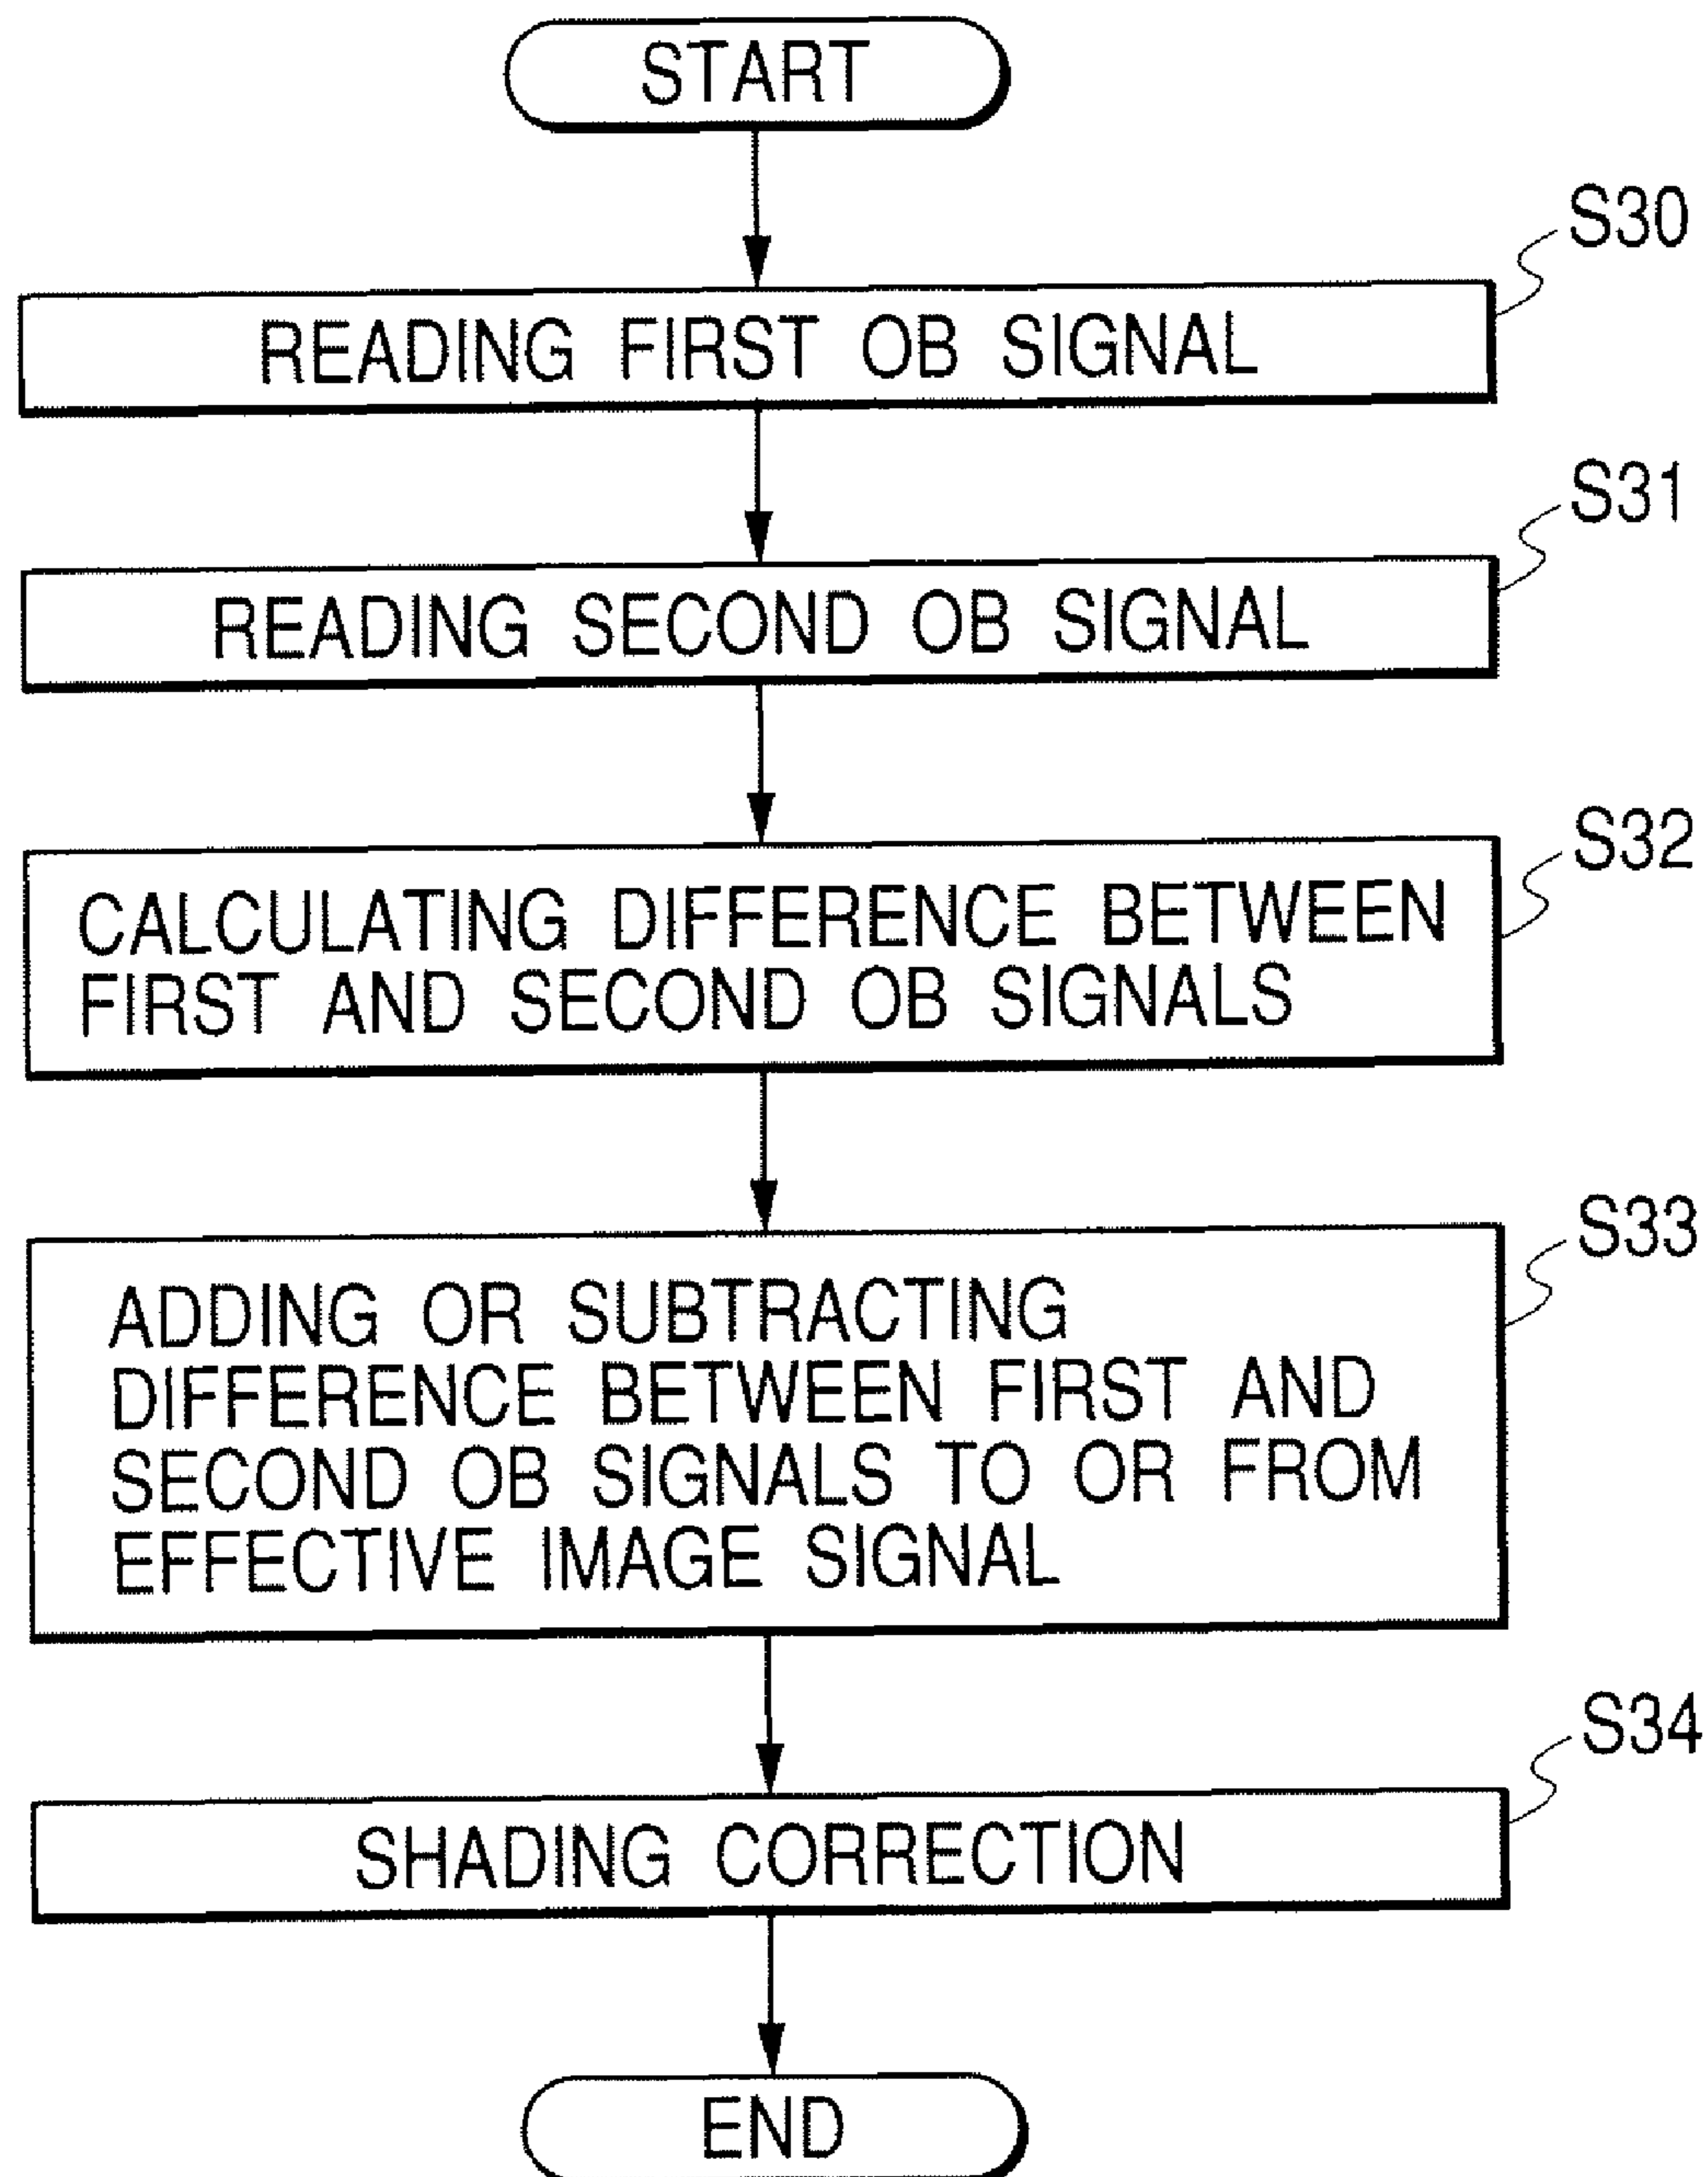 START
S30
READING FIRST OB SIGNAL
S31
READING SECOND OB SIGNAL
S32
CALCULATING DIFFERENCE BETWEEN
FIRST AND SECOND OB SIGNALS
S33
ADDING OR SUBTRACTING
DIFFERENCE BETWEEN FIRST AND
SECOND OB SIGNALS TO OR FROM
EFFECTIVE IMAGE SIGNAL
S34
SHADING CORRECTION
END